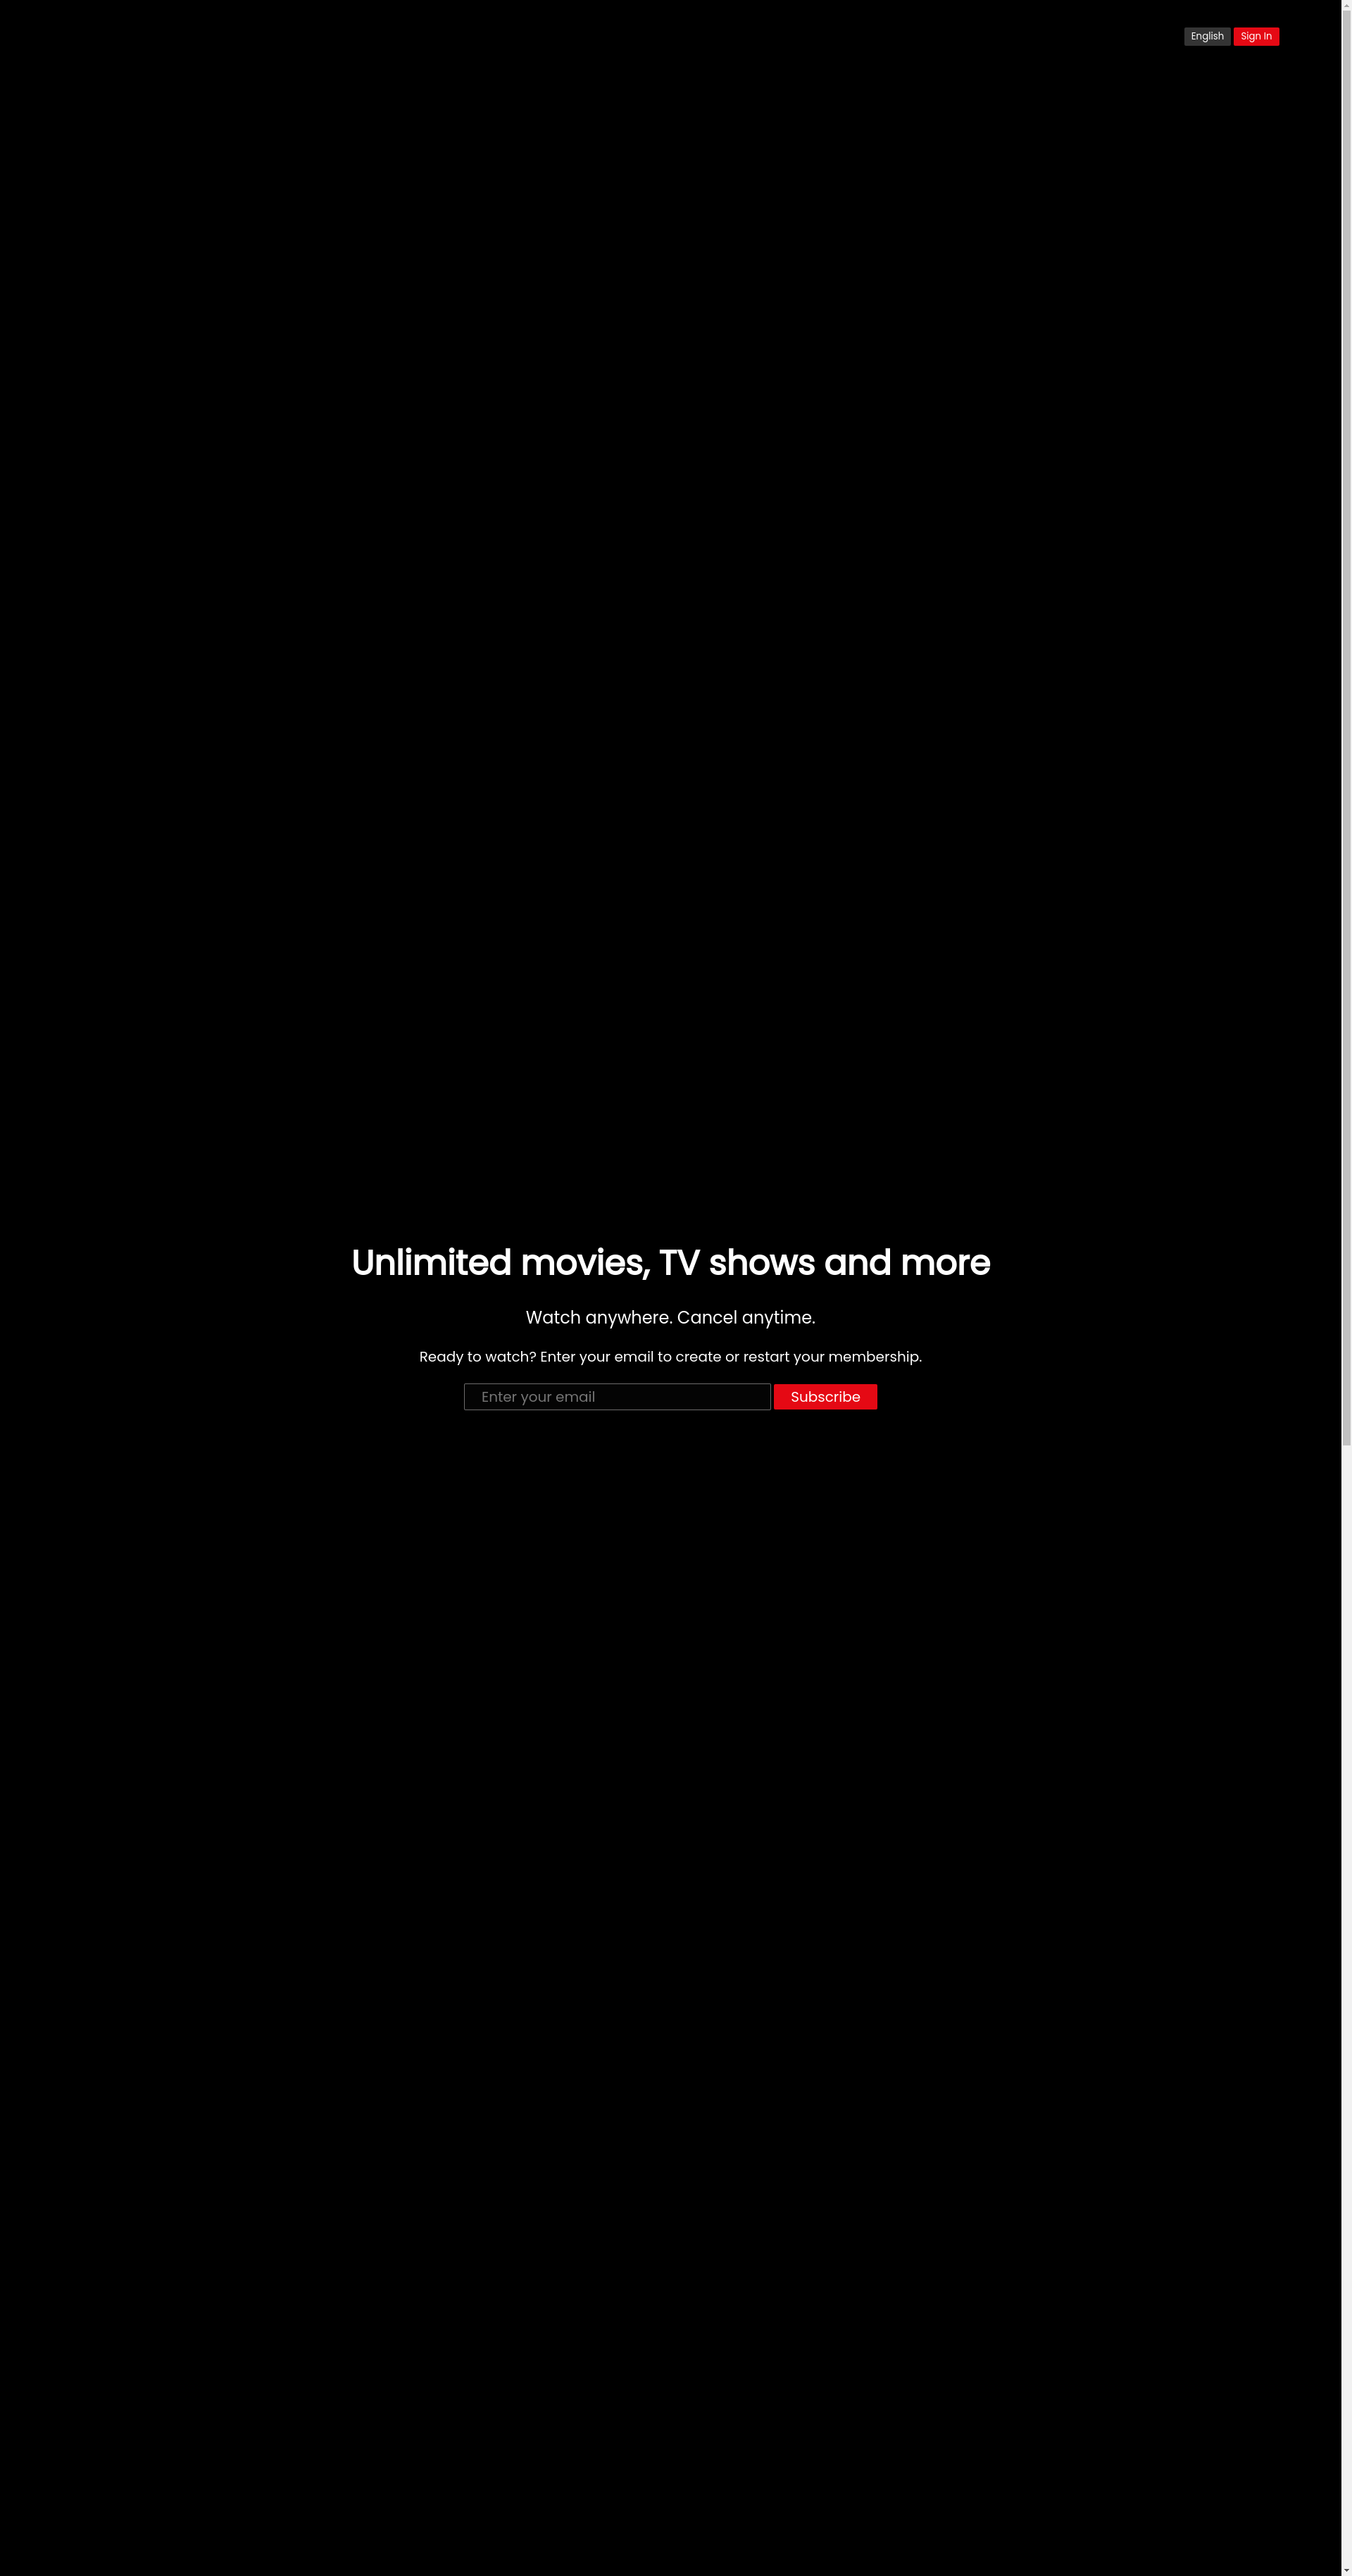 English Sign In
Unlimited movies, TV shows and more
Watch anywhere. Cancel anytime.
Ready to watch? Enter your email to create or restart your membership.
Enter your email Subscribe